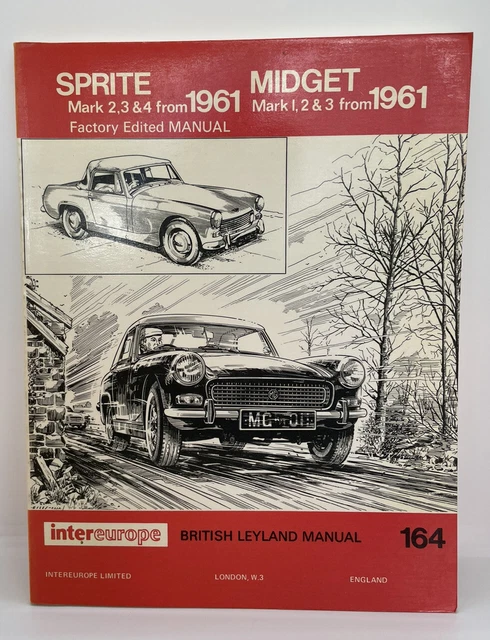 SPRITE MIDGET
Mark 2,3 & 4 from 1961 Mark 1,2 & 3 from 1961
Factory Edited MANUAL
intereurope BRITISH LEYLAND MANUAL 164
INTEREUROPE LIMITED LONDON, W.3 ENGLAND